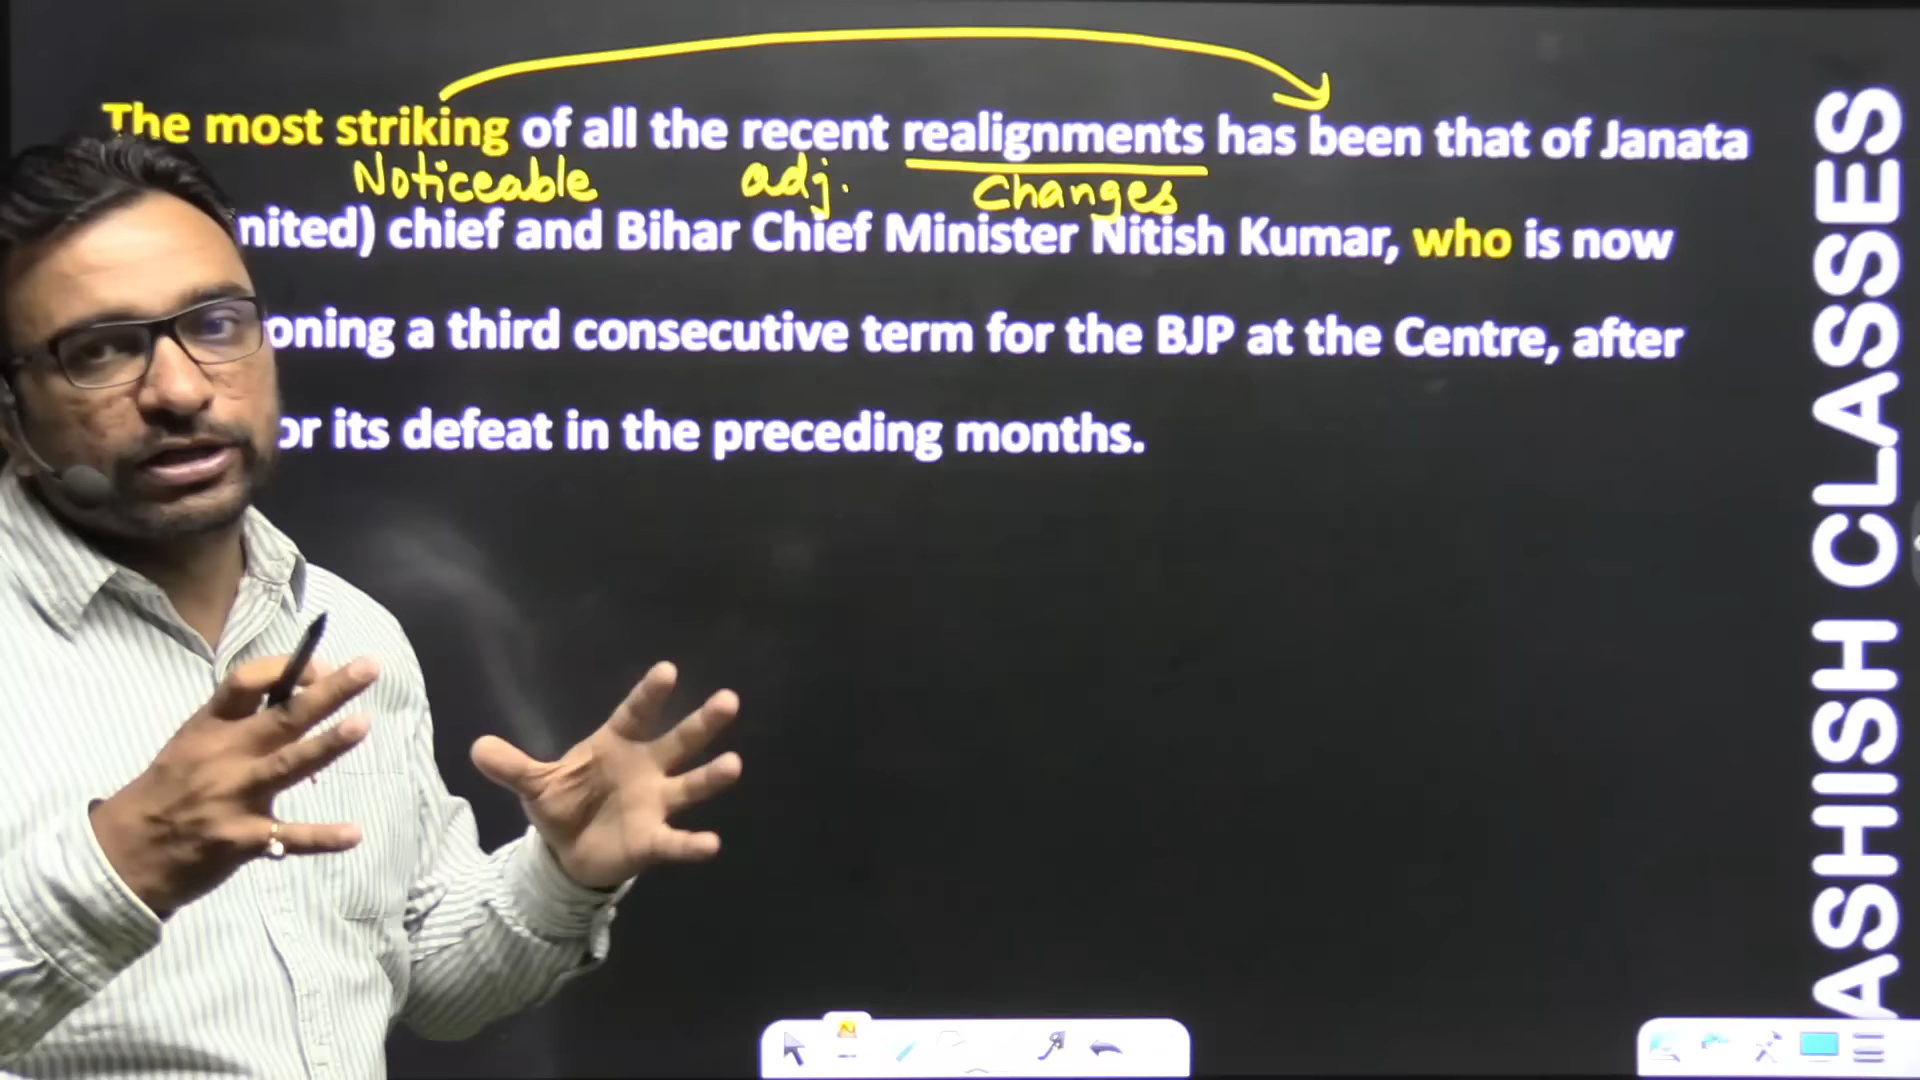 The most striking of all the recent realignments has been that of Janata
Noticeable adj. Changes
nited) chief and Bihar Chief Minister Nitish Kumar, who is now
oning a third consecutive term for the BJP at the Centre, after
or its defeat in the preceding months.
ASHISH CLASSES